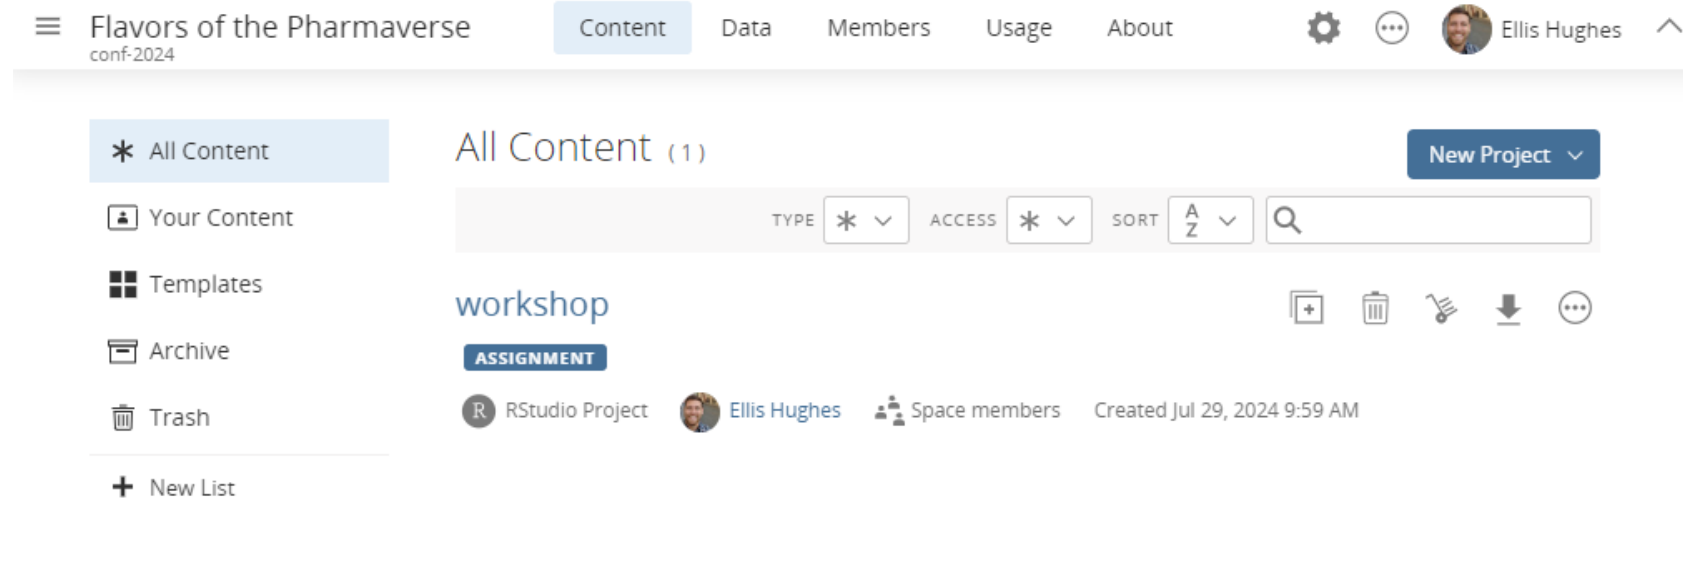 Flavors of the Pharmaverse
conf-2024
Content Data Members Usage About
Ellis Hughes
All Content
Your Content
Templates
Archive
Trash
New List
All Content (1)
New Project
TYPE ACCESS SORT A Z
workshop
ASSIGNMENT
R RStudio Project Ellis Hughes Space members Created Jul 29, 2024 9:59 AM